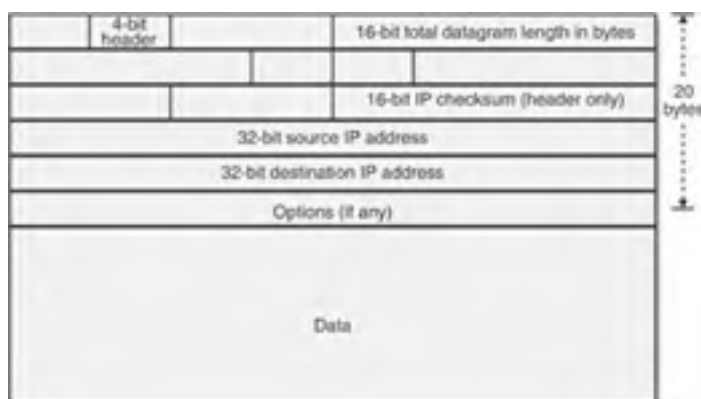 4-bit
header
16-bit total datagram length in bytes
16-bit IP checksum (header only)
20
bytes
32-bit source IP address
32-bit destination IP address
Options (if any)
Data